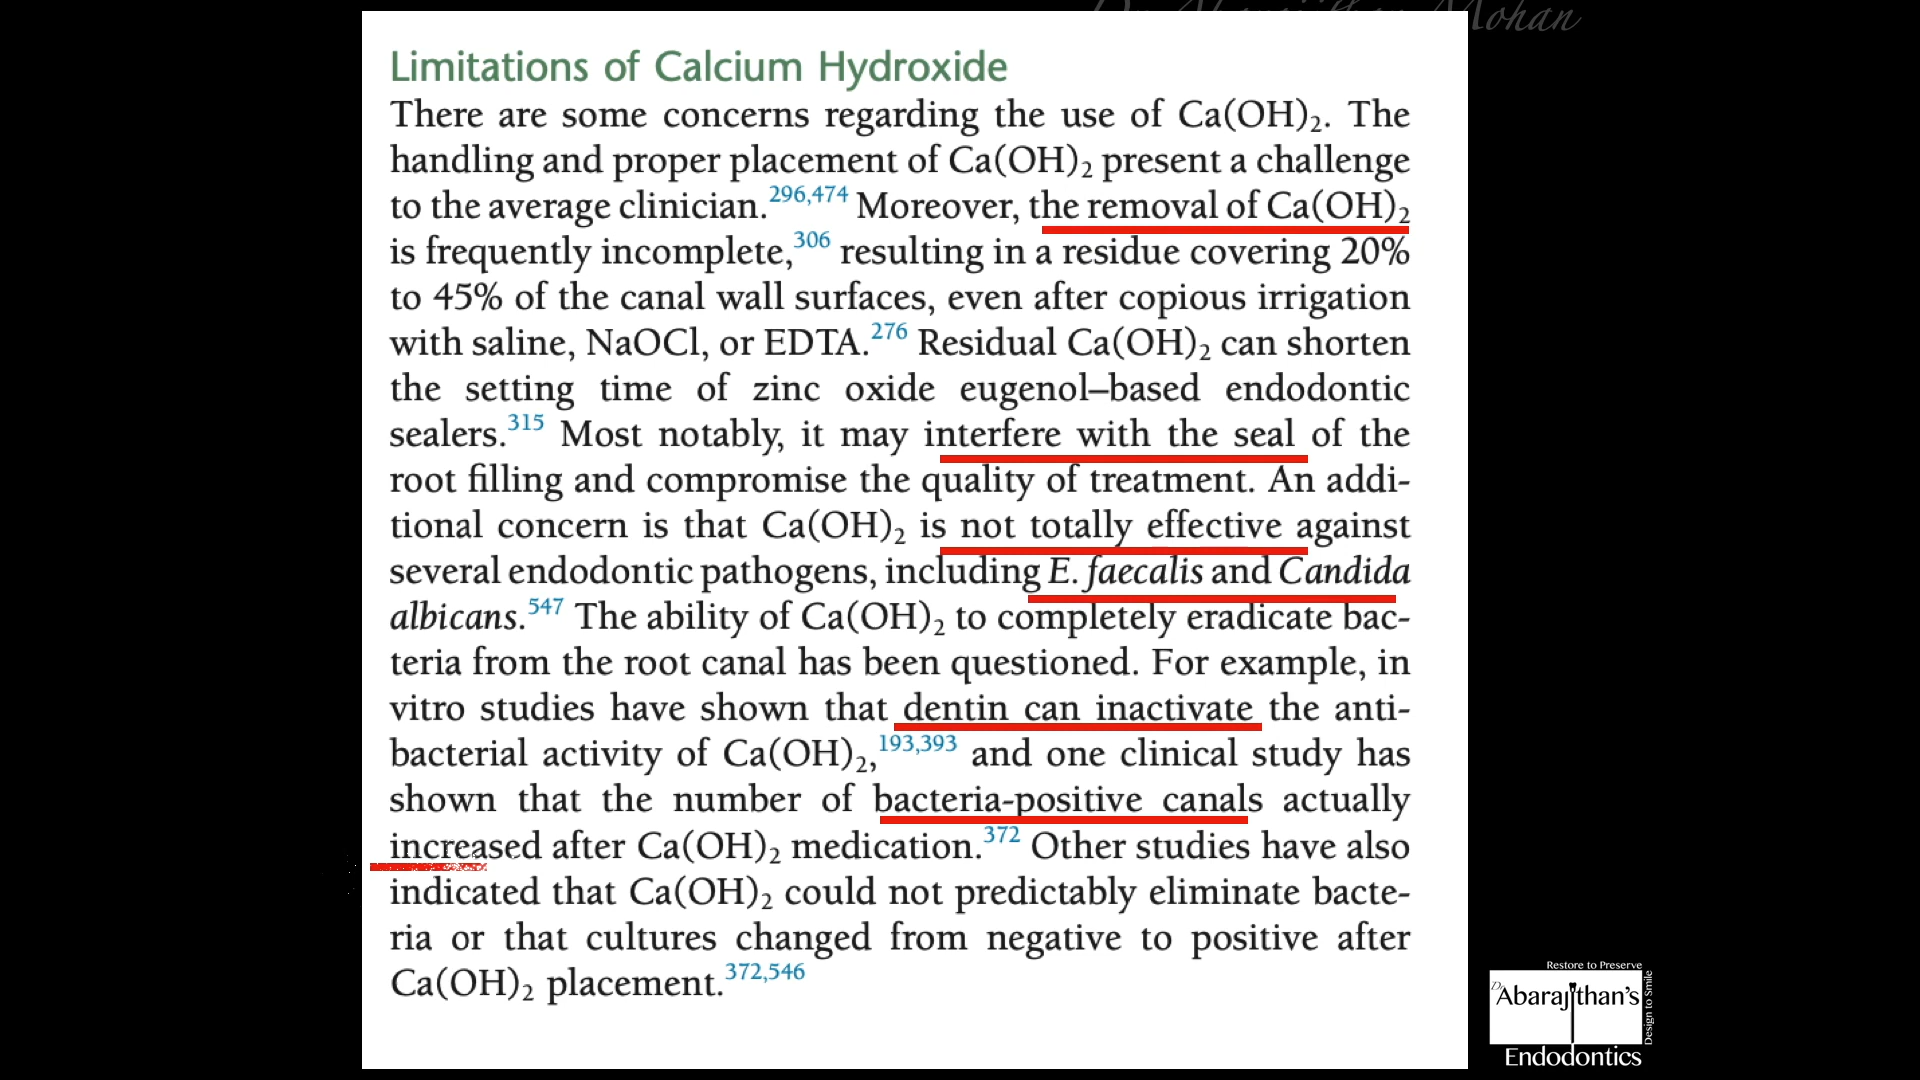 Mohan
Limitations of Calcium Hydroxide
There are some concerns regarding the use of Ca(OH)₂. The
handling and proper placement of Ca(OH)₂ present a challenge
to the average clinician.296,474 Moreover, the removal of Ca(OH)₂
is frequently incomplete,306 resulting in a residue covering 20%
to 45% of the canal wall surfaces, even after copious irrigation
with saline, NaOCl, or EDTA.276 Residual Ca(OH)₂ can shorten
the setting time of zinc oxide eugenol–based endodontic
sealers.315 Most notably, it may interfere with the seal of the
root filling and compromise the quality of treatment. An addi-
tional concern is that Ca(OH)₂ is not totally effective against
several endodontic pathogens, including E. faecalis and Candida
albicans.547 The ability of Ca(OH)₂ to completely eradicate bac-
teria from the root canal has been questioned. For example, in
vitro studies have shown that dentin can inactivate the anti-
bacterial activity of Ca(OH)₂,193,393 and one clinical study has
shown that the number of bacteria-positive canals actually
increased after Ca(OH)₂ medication.372 Other studies have also
indicated that Ca(OH)₂ could not predictably eliminate bacte-
ria or that cultures changed from negative to positive after
Ca(OH)₂ placement.372,546
Restore to Preserve
Dr Abarajithan's
Design to Smile
Endodontics